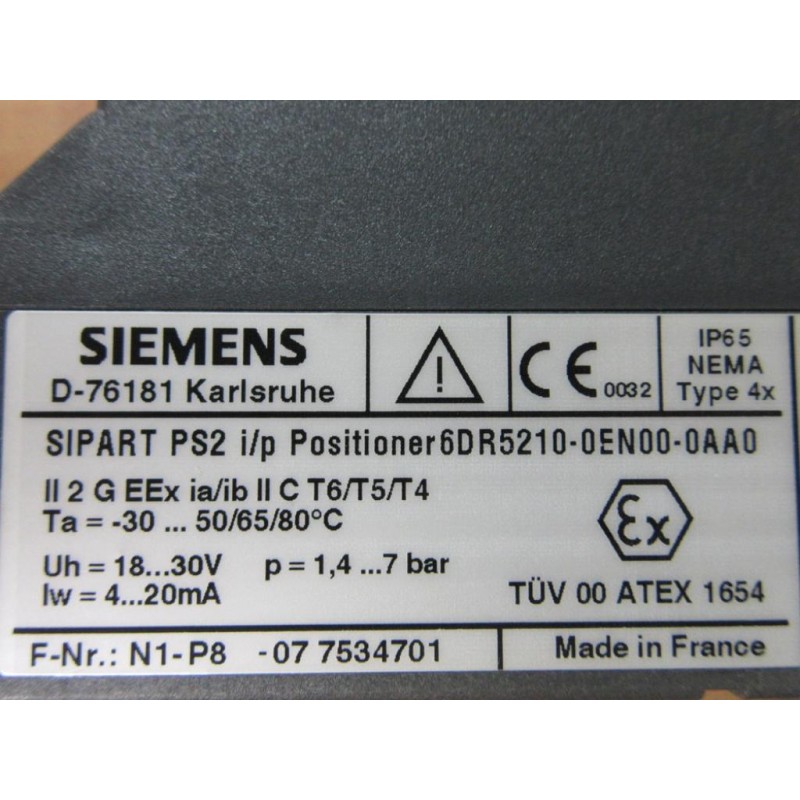 SIEMENS
D-76181 Karlsruhe
CE 0032
IP65
NEMA
Type 4x
SIPART PS2 i/p Positioner 6DR5210-0EN00-0AA0
II 2 G EEx ia/ib II C T6/T5/T4
Ta = -30 ... 50/65/80°C
Uh = 18...30V p = 1,4 ...7 bar
Iw = 4...20mA
Ex
TÜV 00 ATEX 1654
F-Nr.: N1-P8 -07 7534701
Made in France